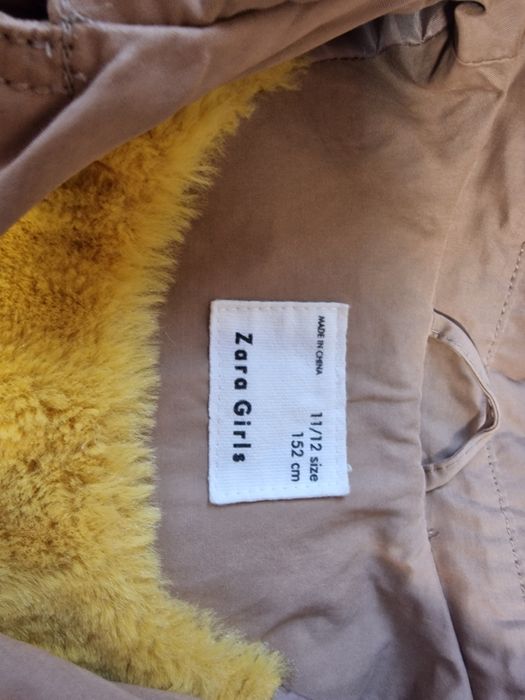 MADE IN CHINA
11/12 size
152 cm
Zara Girls